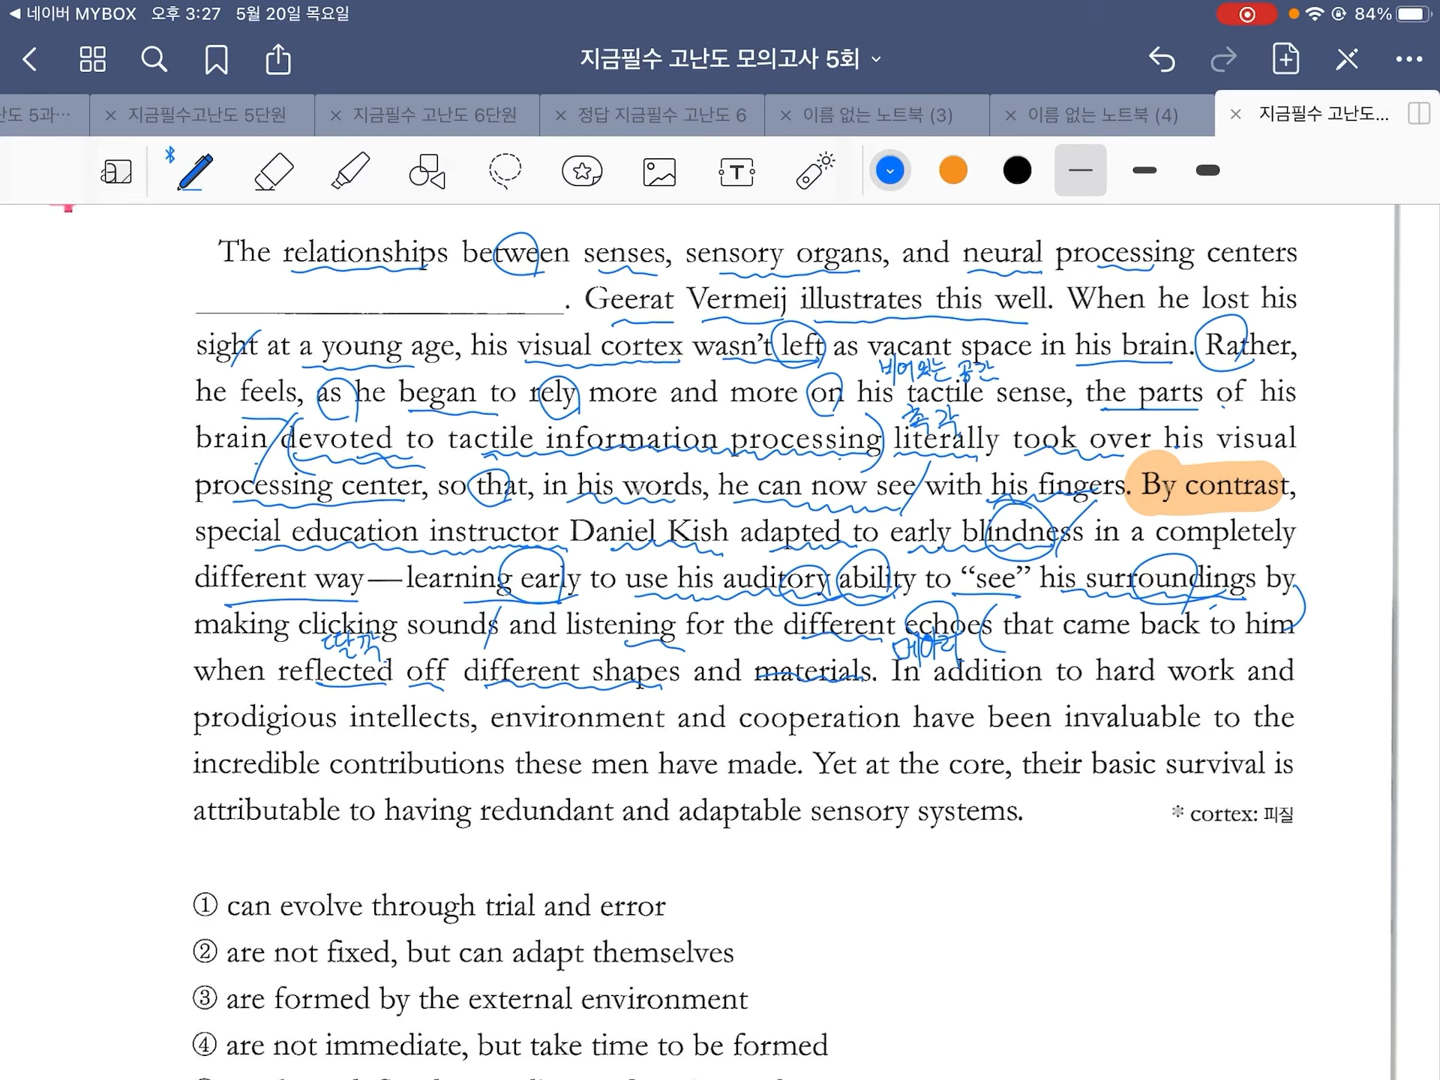 ◀ 네이버 MYBOX 오후 3:27 5월 20일 목요일 84%
지금필수 고난도 모의고사 5회
난도 5과… × 지금필수고난도 5단원 × 지금필수 고난도 6단원 × 정답 지금필수 고난도 6 × 이름 없는 노트북 (3) × 이름 없는 노트북 (4) × 지금필수 고난도...
T
The relationships between senses, sensory organs, and neural processing centers
____________________. Geerat Vermeij illustrates this well. When he lost his
sight at a young age, his visual cortex wasn't left as vacant space in his brain. Rather,
비어있는 공간
he feels, as he began to rely more and more on his tactile sense, the parts of his
촉각
brain devoted to tactile information processing literally took over his visual
processing center, so that, in his words, he can now see with his fingers. By contrast,
special education instructor Daniel Kish adapted to early blindness in a completely
different way—learning early to use his auditory ability to “see” his surroundings by
making clicking sounds and listening for the different echoes that came back to him
딸깍 메아리
when reflected off different shapes and materials. In addition to hard work and
prodigious intellects, environment and cooperation have been invaluable to the
incredible contributions these men have made. Yet at the core, their basic survival is
attributable to having redundant and adaptable sensory systems.
* cortex: 피질
① can evolve through trial and error
② are not fixed, but can adapt themselves
③ are formed by the external environment
④ are not immediate, but take time to be formed